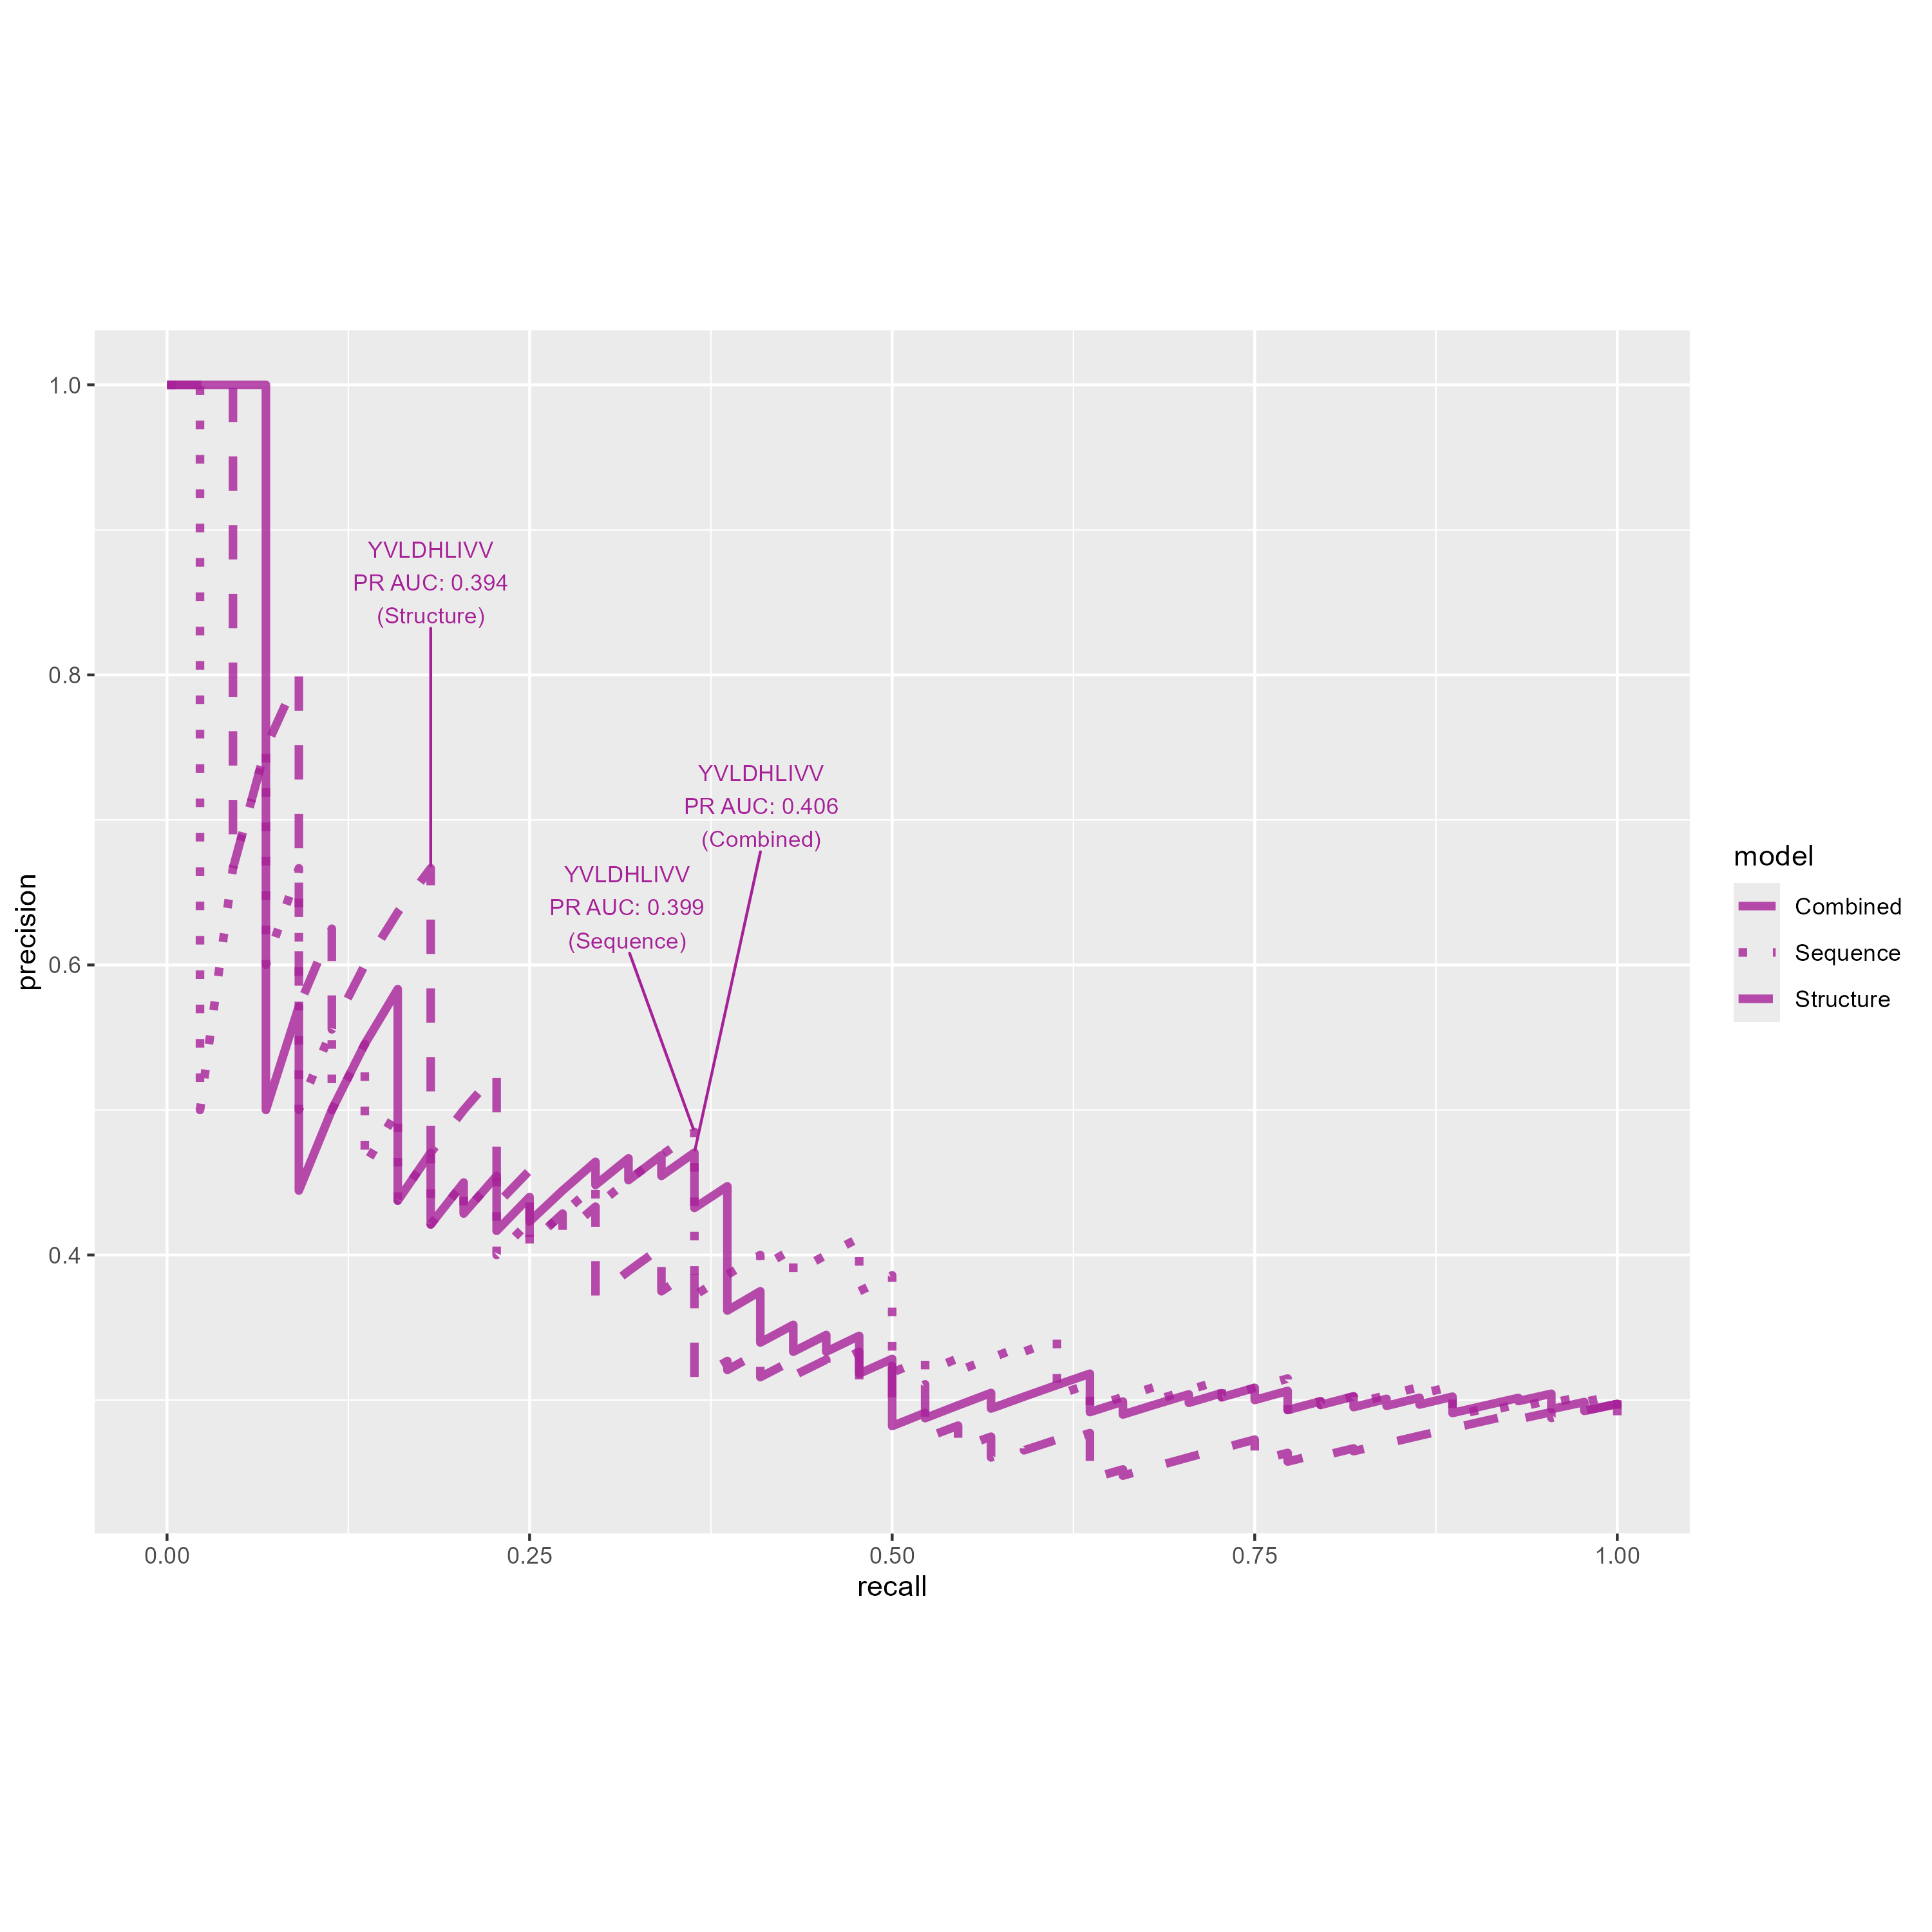 YVLDHLIVV
PR AUC: 0.394
(Structure)
YVLDHLIVV
PR AUC: 0.406
(Combined)
YVLDHLIVV
PR AUC: 0.399
(Sequence)
1.0
0.8
0.6
0.4
precision
0.00
0.25
0.50
0.75
1.00
recall
model
Combined
Sequence
Structure